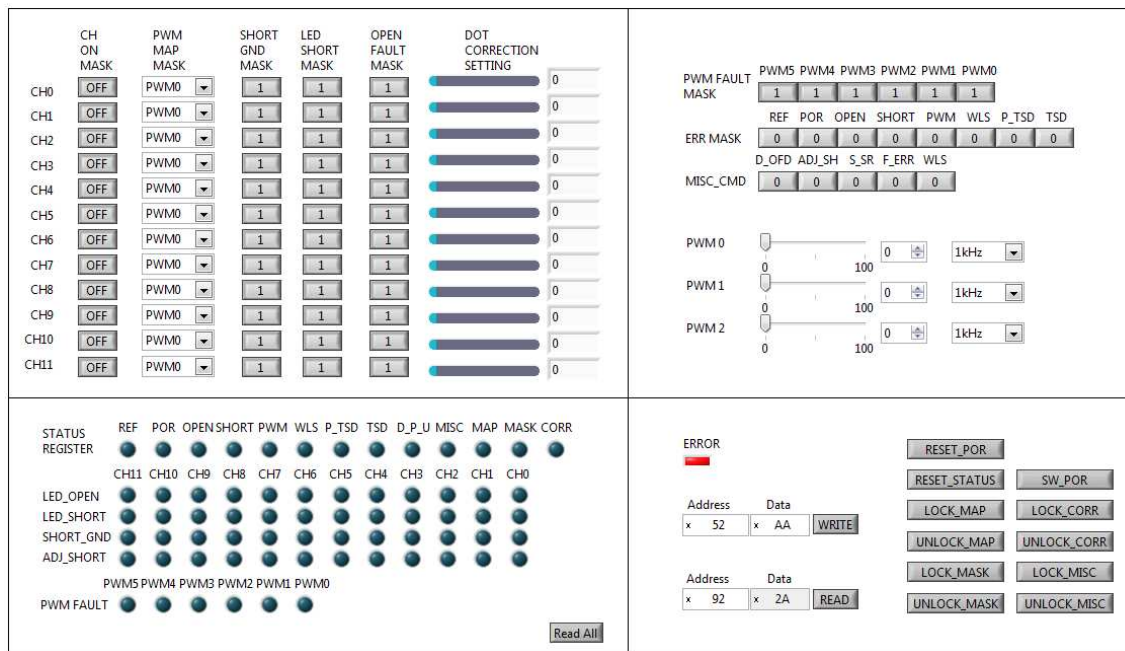 CH ON MASK PWM MAP MASK SHORT GND MASK LED SHORT MASK OPEN FAULT MASK DOT CORRECTION SETTING
CH0 OFF PWM0 1 1 1 0
CH1 OFF PWM0 1 1 1 0
CH2 OFF PWM0 1 1 1 0
CH3 OFF PWM0 1 1 1 0
CH4 OFF PWM0 1 1 1 0
CH5 OFF PWM0 1 1 1 0
CH6 OFF PWM0 1 1 1 0
CH7 OFF PWM0 1 1 1 0
CH8 OFF PWM0 1 1 1 0
CH9 OFF PWM0 1 1 1 0
CH10 OFF PWM0 1 1 1 0
CH11 OFF PWM0 1 1 1 0
PWM5 PWM4 PWM3 PWM2 PWM1 PWM0
PWM FAULT MASK 1 1 1 1 1 1
REF POR OPEN SHORT PWM WLS P_TSD TSD
ERR MASK 0 0 0 0 0 0 0 0
D_OFD ADJ_SH S_SR F_ERR WLS
MISC_CMD 0 0 0 0 0
PWM 0 0 1kHz
0 100
PWM 1 0 1kHz
0 100
PWM 2 0 1kHz
0 100
STATUS REGISTER REF POR OPEN SHORT PWM WLS P_TSD TSD D_P_U MISC MAP MASK CORR
CH11 CH10 CH9 CH8 CH7 CH6 CH5 CH4 CH3 CH2 CH1 CH0
LED_OPEN
LED_SHORT
SHORT_GND
ADJ_SHORT
PWM5 PWM4 PWM3 PWM2 PWM1 PWM0
PWM FAULT
Read All
ERROR
Address Data
x 52 x AA WRITE
Address Data
x 92 x 2A READ
RESET_POR
RESET_STATUS SW_POR
LOCK_MAP LOCK_CORR
UNLOCK_MAP UNLOCK_CORR
LOCK_MASK LOCK_MISC
UNLOCK_MASK UNLOCK_MISC